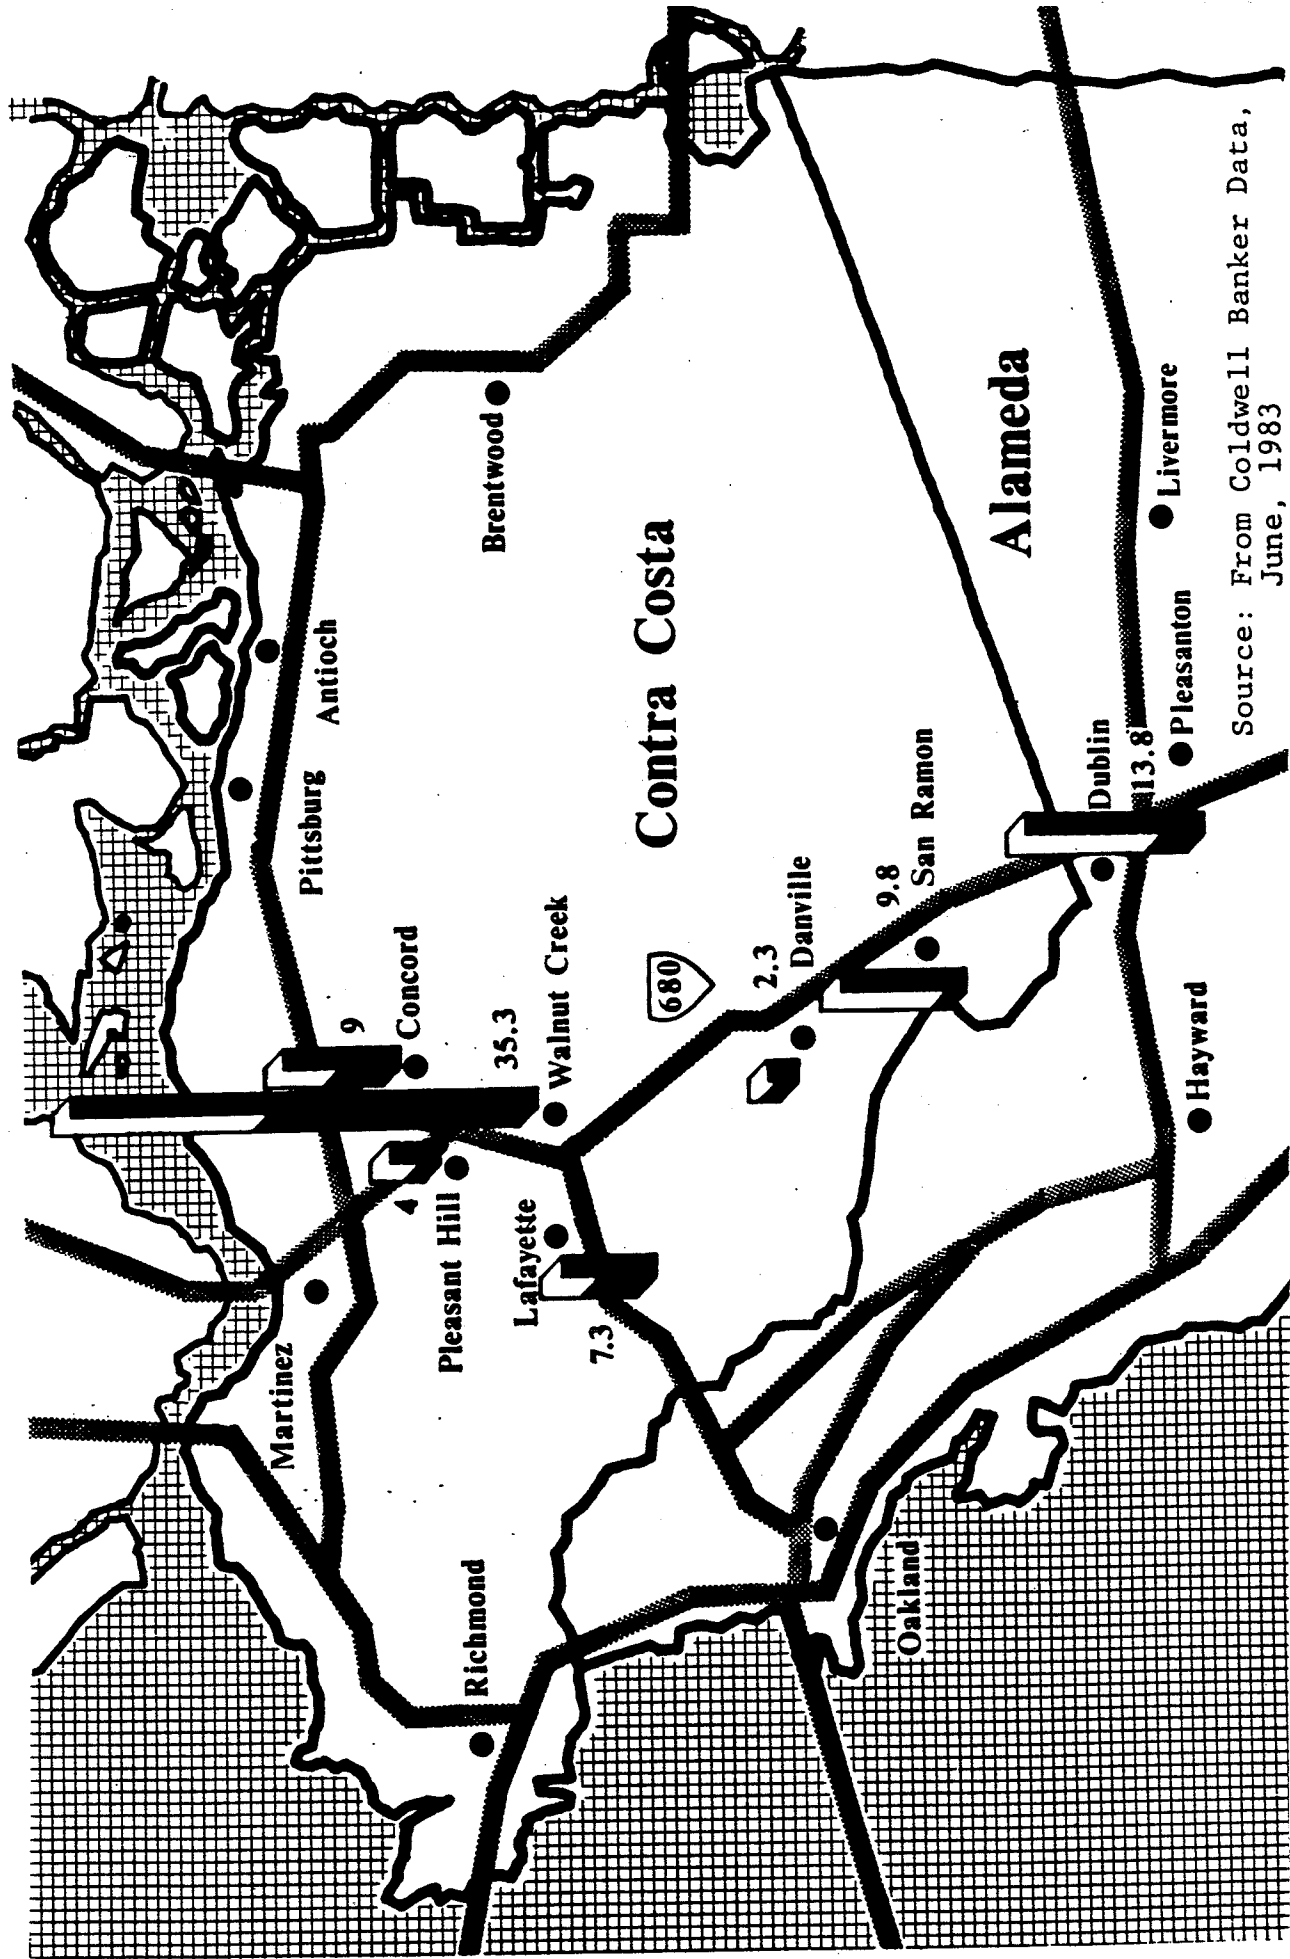 Martinez
Pittsburg
Antioch
9
Concord
4
Pleasant Hill
35.3
Walnut Creek
Lafayette
7.3
Richmond
Brentwood
Contra Costa
680
2.3
Danville
9.8
San Ramon
Oakland
Alameda
Dublin
13.8
Pleasanton
Livermore
Hayward
Source: From Coldwell Banker Data,
June, 1983